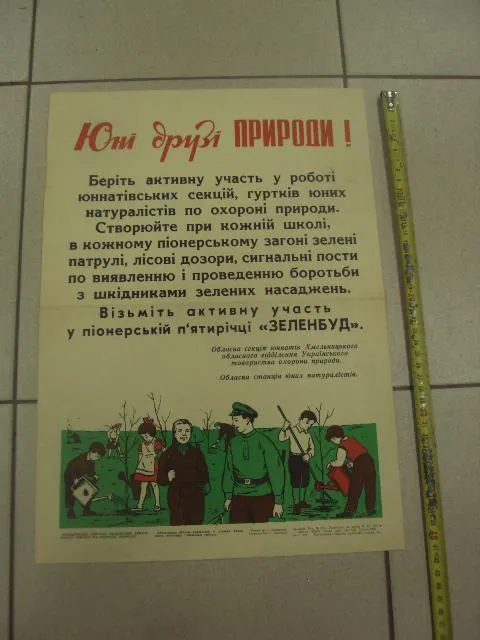 Юні друзі ПРИРОДИ!
Беріть активну участь у роботі
юннатівських секцій, гуртків юних
натуралістів по охороні природи.
Створюйте при кожній школі,
в кожному піонерському загоні зелені
патрулі, лісові дозори, сигнальні пости
по виявленню і проведенню боротьби
з шкідниками зелених насаджень.
Візьміть активну участь
у піонерській п'ятирічці «ЗЕЛЕНБУД».
Обласна секція юннатів Хмельницького
обласного відділення Українського
товариства охорони природи.
Обласна станція юних натуралістів.